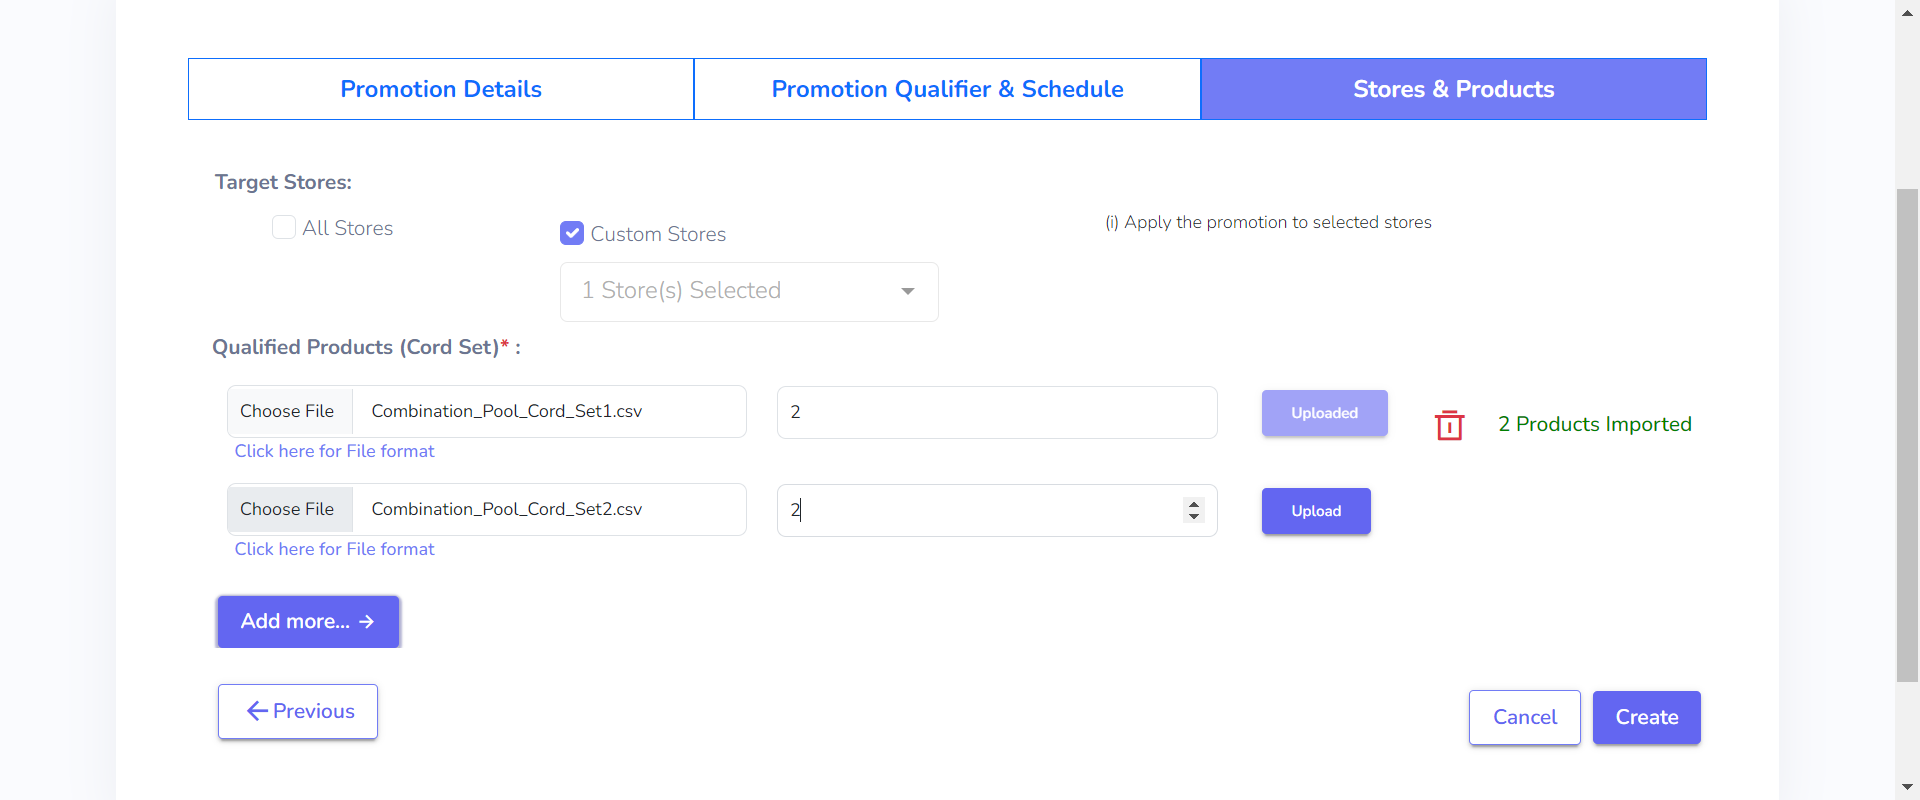 Promotion Details
Promotion Qualifier & Schedule
Stores & Products
Target Stores:
All Stores
Custom Stores
(i) Apply the promotion to selected stores
1 Store(s) Selected
Qualified Products (Cord Set)* :
Choose File
Combination_Pool_Cord_Set1.csv
2
Uploaded
2 Products Imported
Click here for File format
Choose File
Combination_Pool_Cord_Set2.csv
2
Upload
Click here for File format
Add more... →
← Previous
Cancel
Create